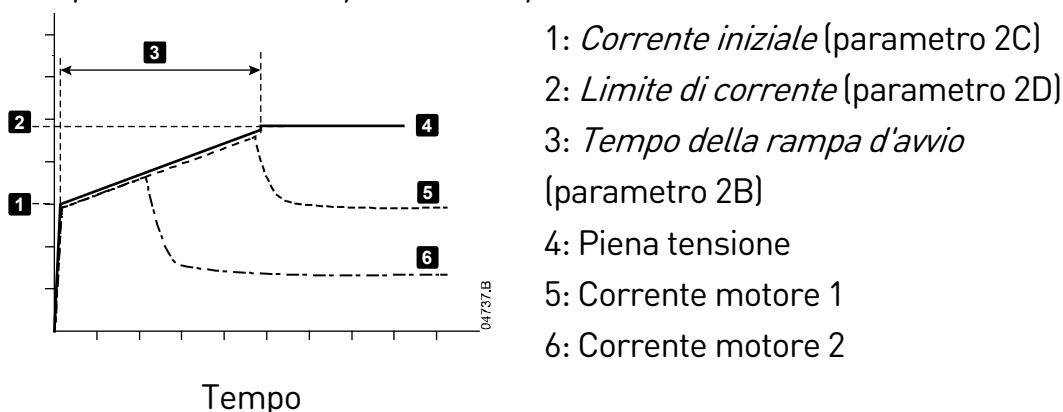 3
2
4
1
5
6
04737.B
Tempo
1: Corrente iniziale (parametro 2C)
2: Limite di corrente (parametro 2D)
3: Tempo della rampa d'avvio
(parametro 2B)
4: Piena tensione
5: Corrente motore 1
6: Corrente motore 2